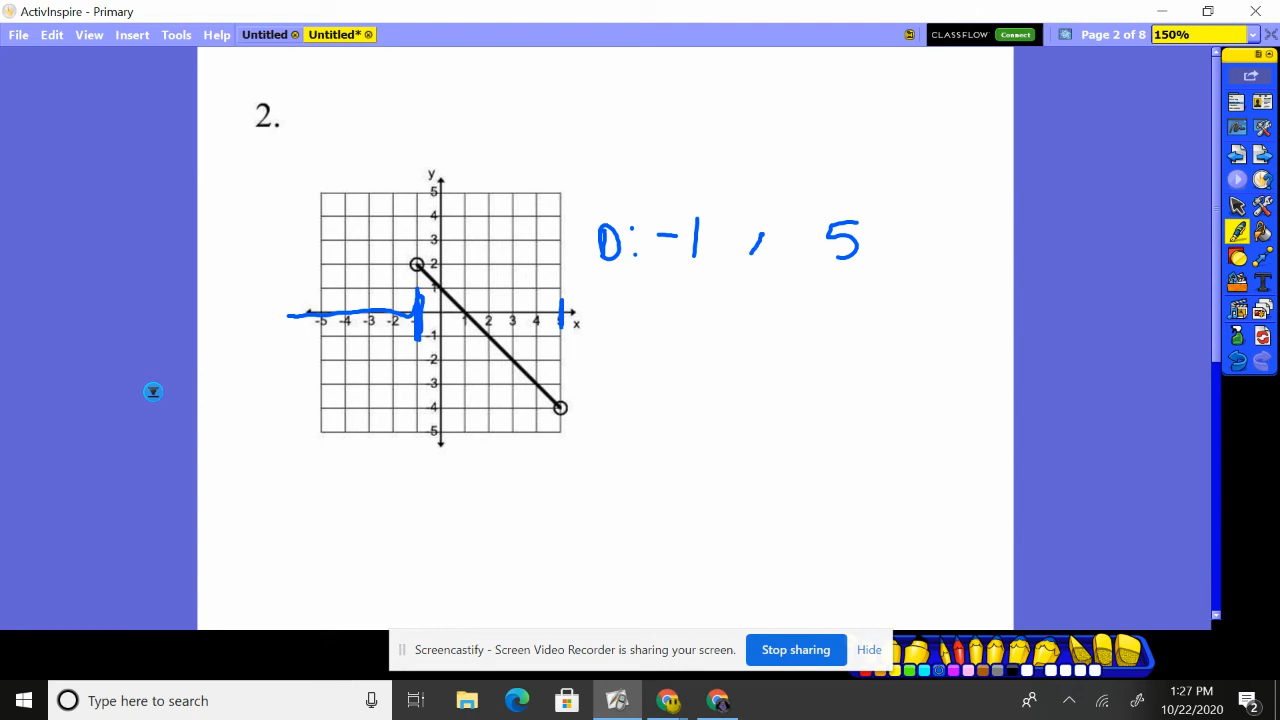 ActivInspire - Primary
File Edit View Insert Tools Help Untitled Untitled* CLASSFLOW Connect Page 2 of 8 150%
2.
y
5
4
3
2
1
-5 -4 -3 -2 1 2 3 4 x
-1
-2
-3
-4
-5
D: -1 , 5
Screencastify - Screen Video Recorder is sharing your screen. Stop sharing Hide
Type here to search
1:27 PM
10/22/2020
2